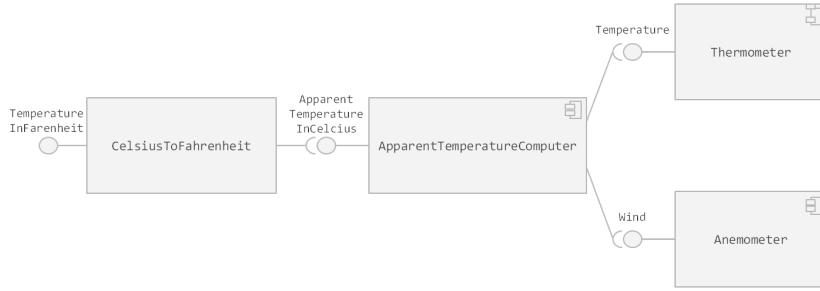 Temperature
Thermometer
Apparent
Temperature
InCelcius
Temperature
InFarenheit
CelsiusToFahrenheit
ApparentTemperatureComputer
Wind
Anemometer